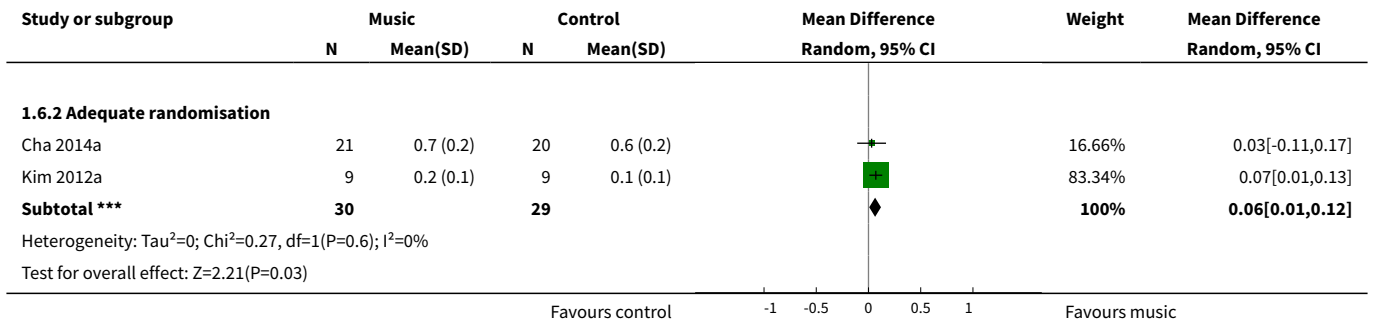 Study or subgroup Music Control Mean Difference Weight Mean Difference
N Mean(SD) N Mean(SD) Random, 95% CI Random, 95% CI
1.6.2 Adequate randomisation
Cha 2014a 21 0.7 (0.2) 20 0.6 (0.2) 16.66% 0.03[-0.11,0.17]
Kim 2012a 9 0.2 (0.1) 9 0.1 (0.1) 83.34% 0.07[0.01,0.13]
Subtotal *** 30 29 100% 0.06[0.01,0.12]
Heterogeneity: Tau²=0; Chi²=0.27, df=1(P=0.6); I²=0%
Test for overall effect: Z=2.21(P=0.03)
Favours control -1 -0.5 0 0.5 1 Favours music